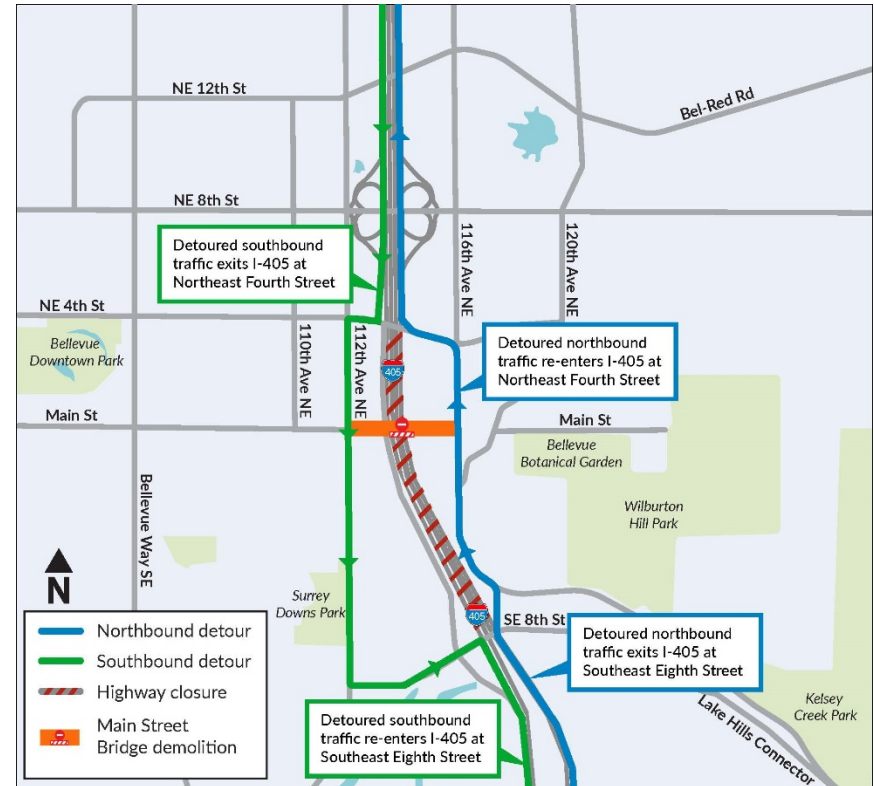 NE 12th St
Bel-Red Rd
NE 8th St
116th Ave NE
120th Ave NE
Detoured southbound
traffic exits I-405 at
Northeast Fourth Street
NE 4th St
Bellevue
Downtown Park
110th Ave NE
112th Ave NE
405
Detoured northbound
traffic re-enters I-405 at
Northeast Fourth Street
Main St
Main St
Bellevue
Botanical Garden
Wilburton
Hill Park
Bellevue Way SE
N
Surrey
Downs Park
405
SE 8th St
Detoured northbound
traffic exits I-405 at
Southeast Eighth Street
Northbound detour
Southbound detour
Highway closure
Main Street
Bridge demolition
Detoured southbound
traffic re-enters I-405 at
Southeast Eighth Street
Lake Hills Connector
Kelsey
Creek Park